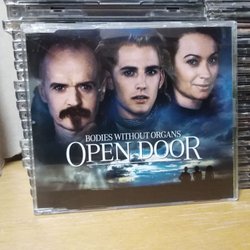 BODIES WITHOUT ORGANS
OPEN DOOR